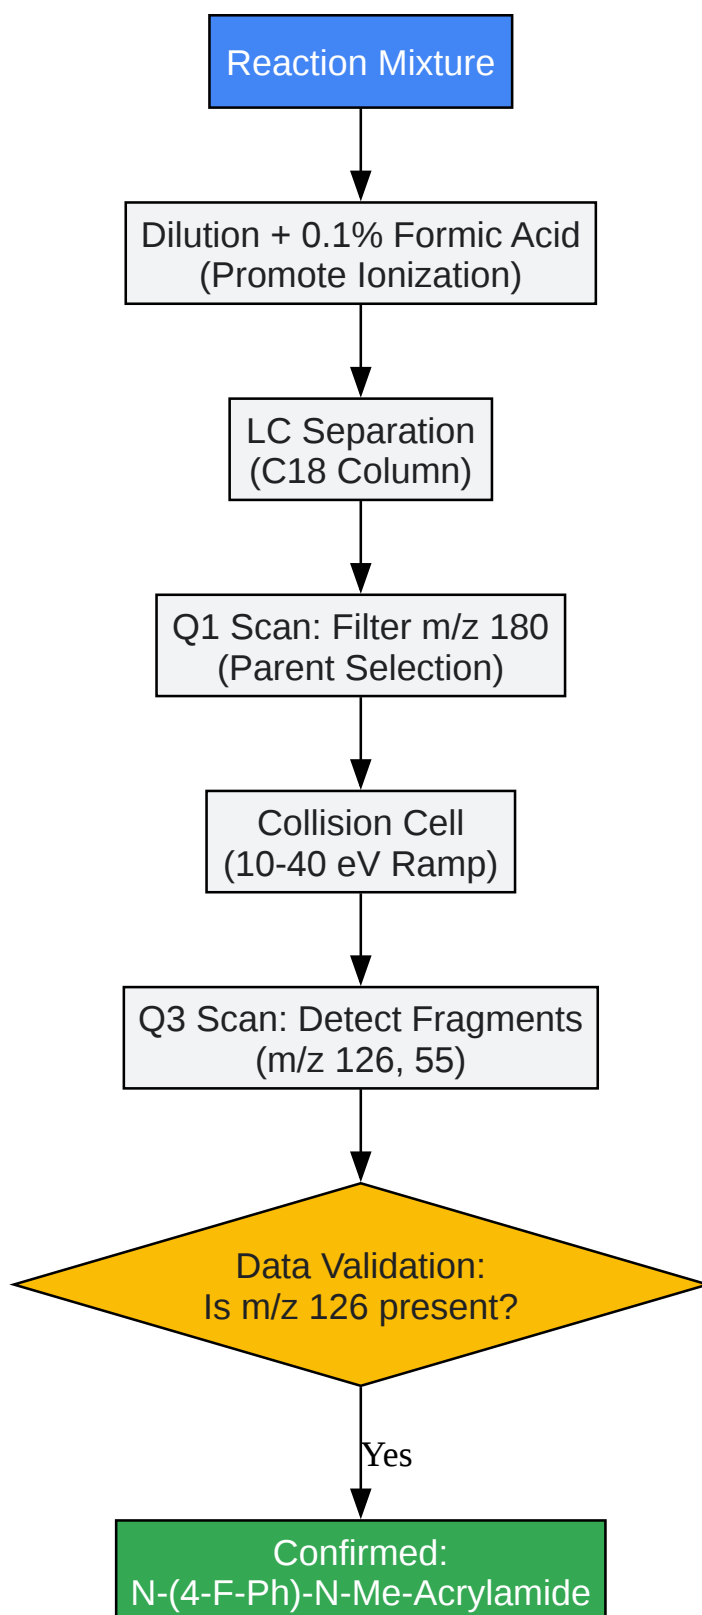 Reaction Mixture
Dilution + 0.1% Formic Acid
(Promote Ionization)
LC Separation
(C18 Column)
Q1 Scan: Filter m/z 180
(Parent Selection)
Collision Cell
(10-40 eV Ramp)
Q3 Scan: Detect Fragments
(m/z 126, 55)
Data Validation:
Is m/z 126 present?
Yes
Confirmed:
N-(4-F-Ph)-N-Me-Acrylamide